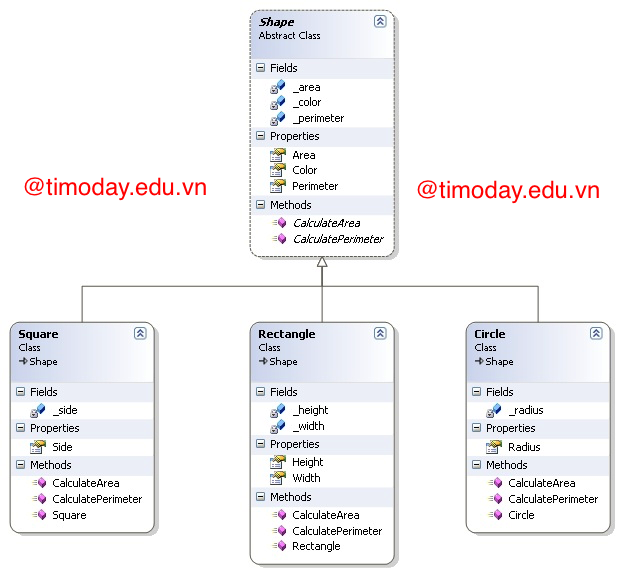 Shape
Abstract Class
Fields
_area
_color
_perimeter
Properties
Area
Color
Perimeter
Methods
CalculateArea
CalculatePerimeter
@timoday.edu.vn
@timoday.edu.vn
Square
Class
Shape
Fields
_side
Properties
Side
Methods
CalculateArea
CalculatePerimeter
Square
Rectangle
Class
Shape
Fields
_height
_width
Properties
Height
Width
Methods
CalculateArea
CalculatePerimeter
Rectangle
Circle
Class
Shape
Fields
_radius
Properties
Radius
Methods
CalculateArea
CalculatePerimeter
Circle